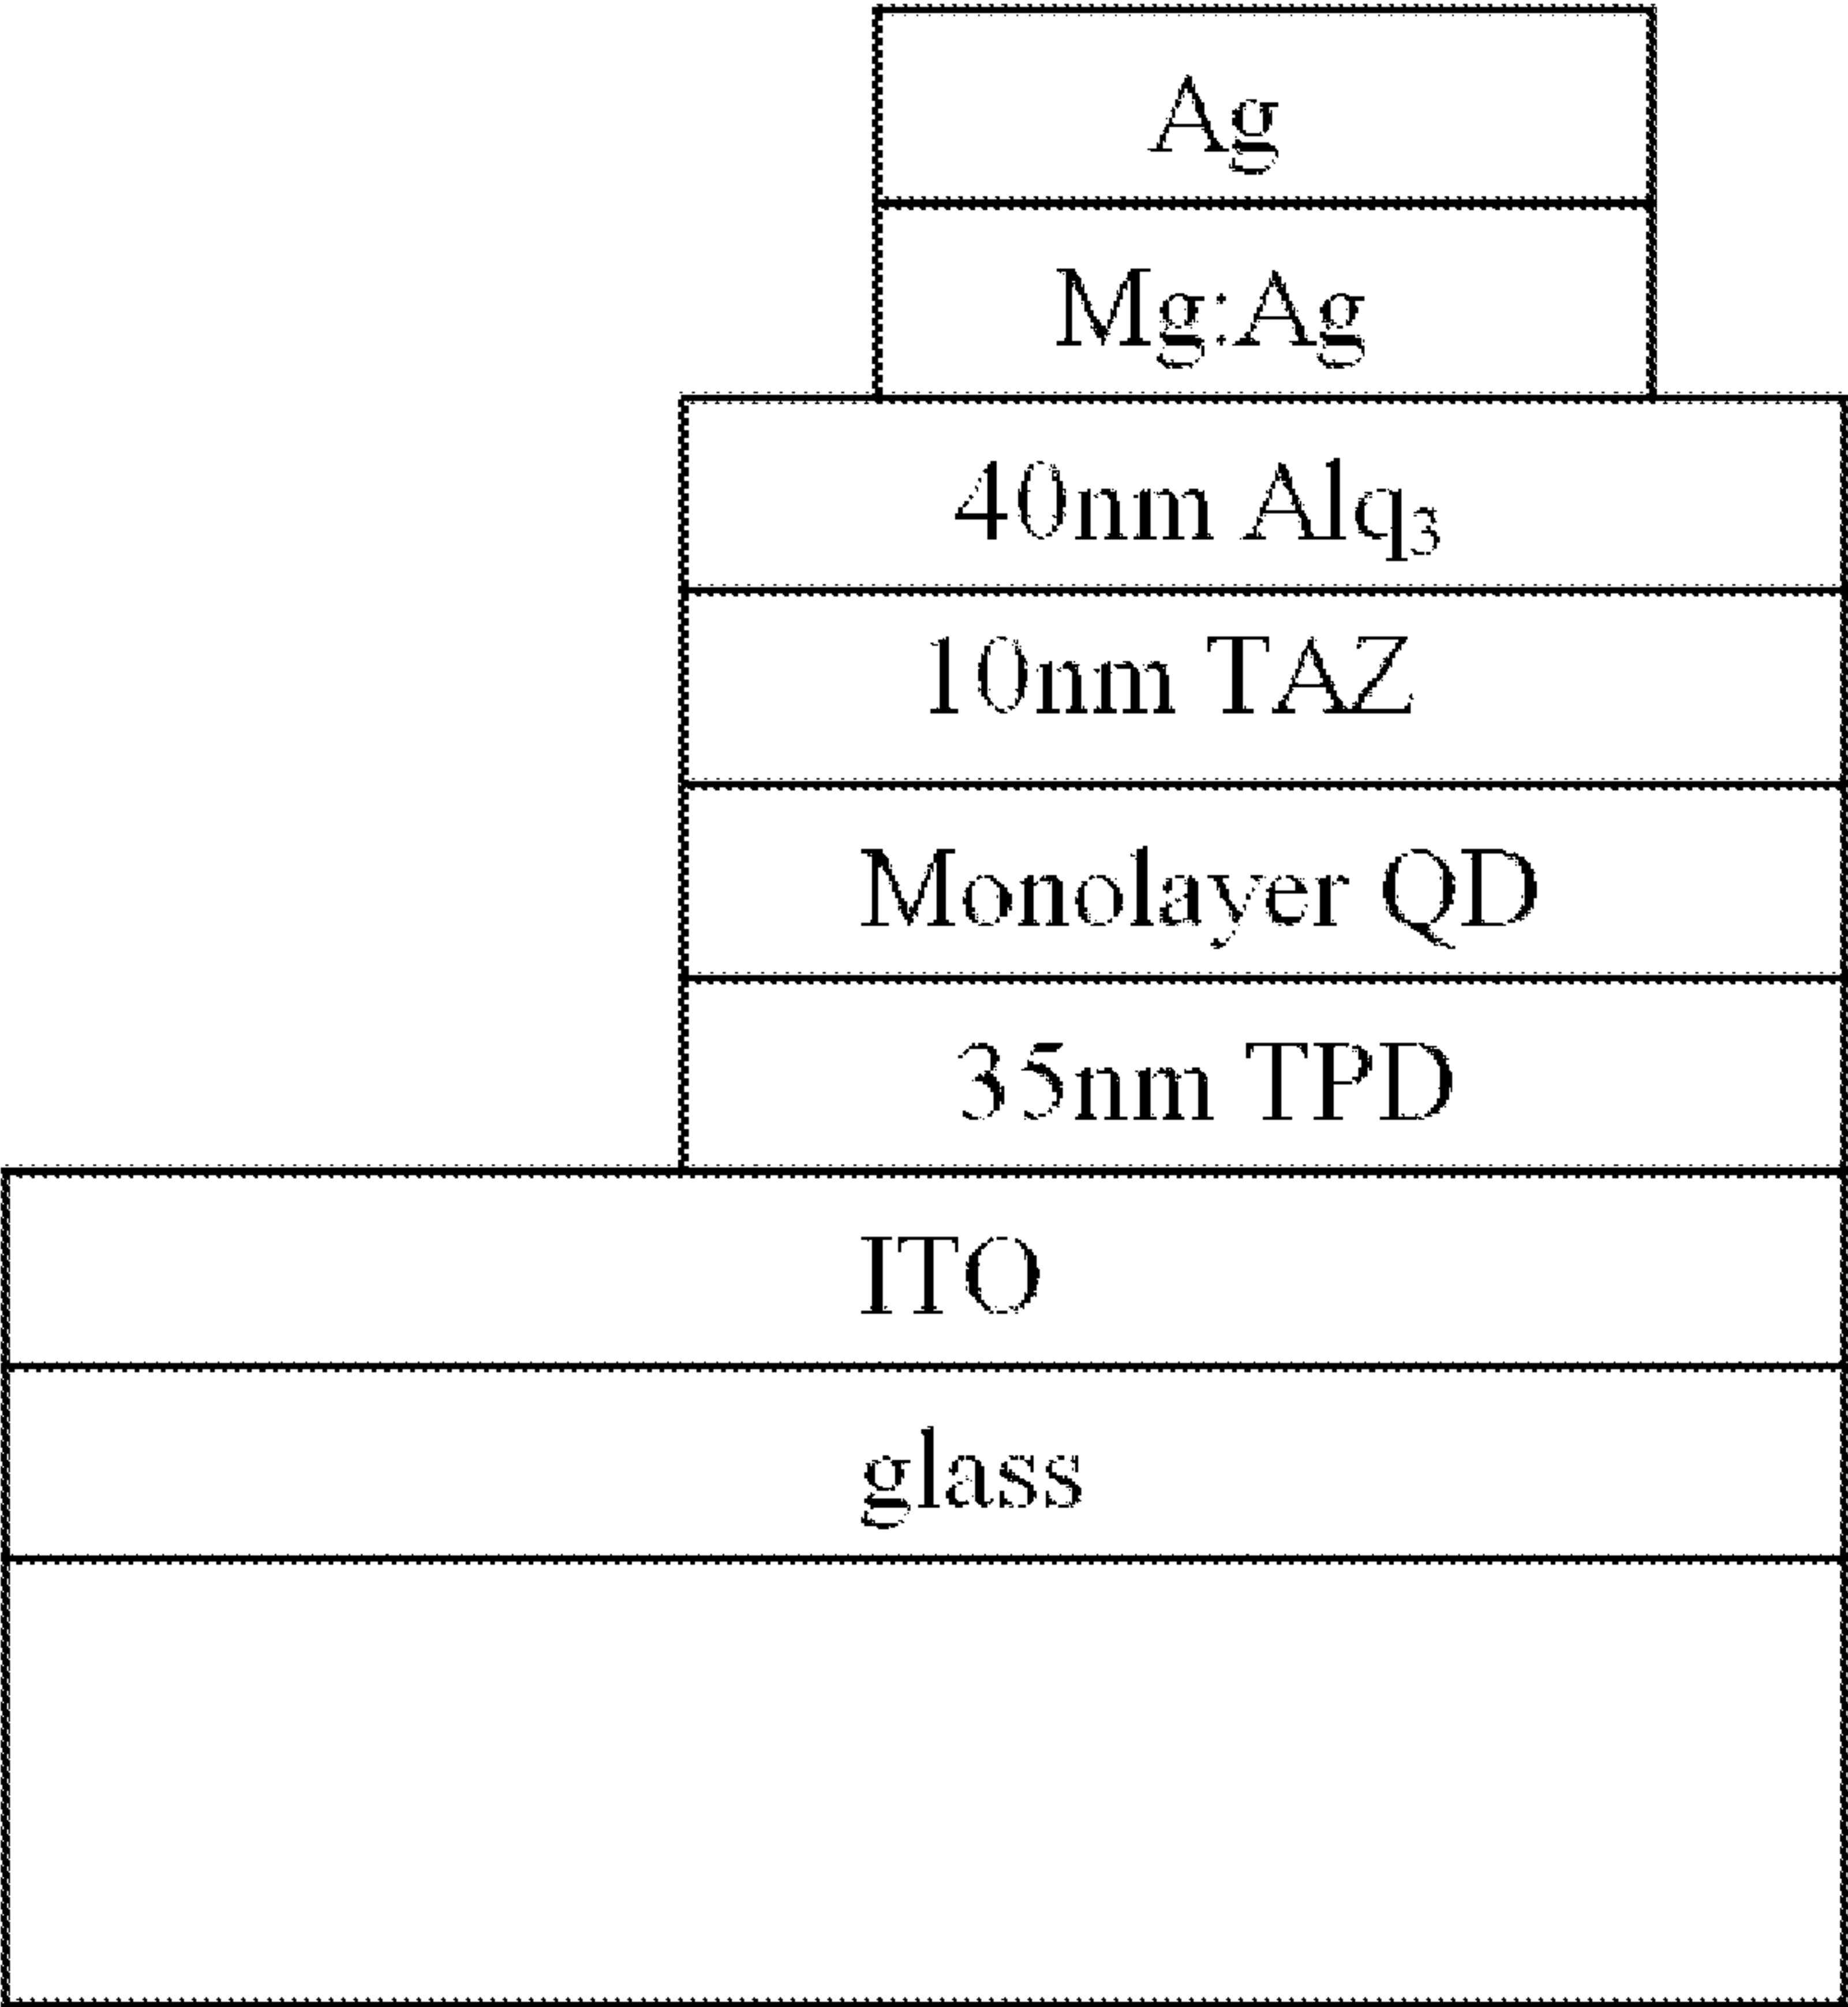 Ag
Mg:Ag
40nm Alq₃
10nm TAZ
Monolayer QD
35nm TPD
ITO
glass